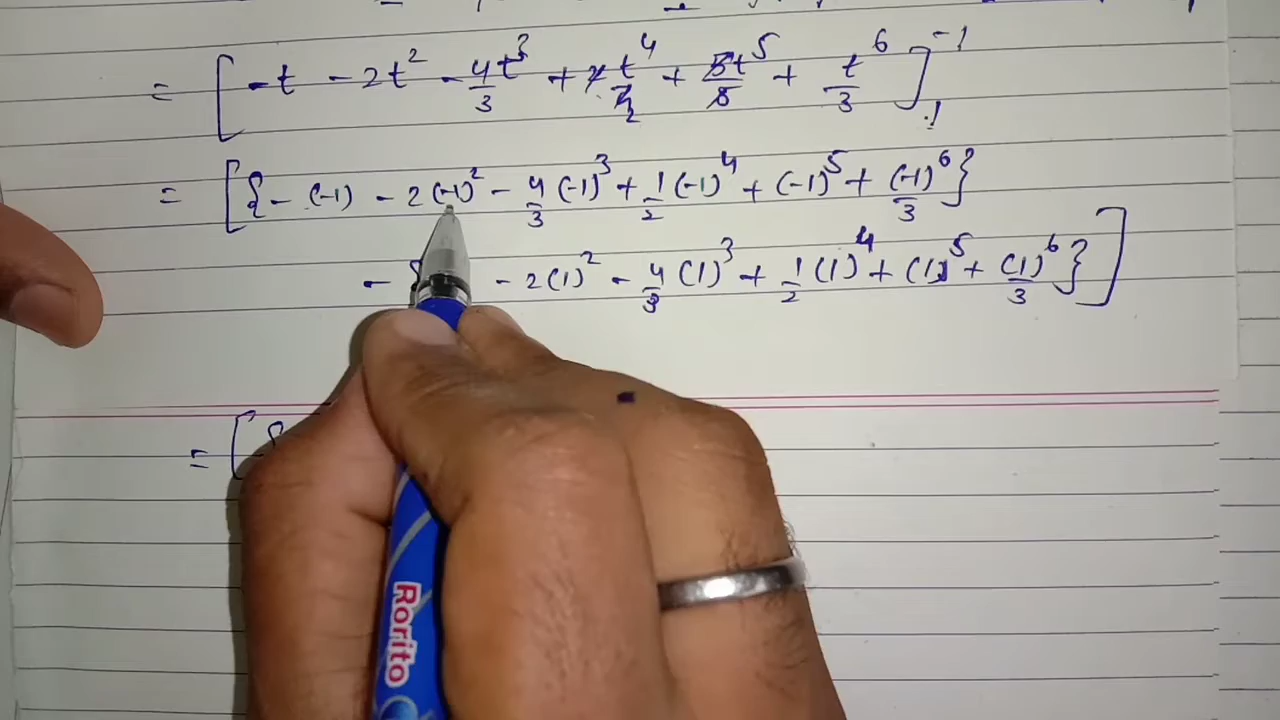 = [ -t - 2t² - 4t³/3 + t⁴/2 + 5t⁵/5 + t⁶/3 ]₁⁻¹
= [ { - (-1) - 2(-1)² - 4/3 (-1)³ + 1/2 (-1)⁴ + (-1)⁵ + (-1)⁶/3 }
- { - 2(1)² - 4/3 (1)³ + 1/2 (1)⁴ + (1)⁵ + (1)⁶/3 } ]
= [ {
Rorito